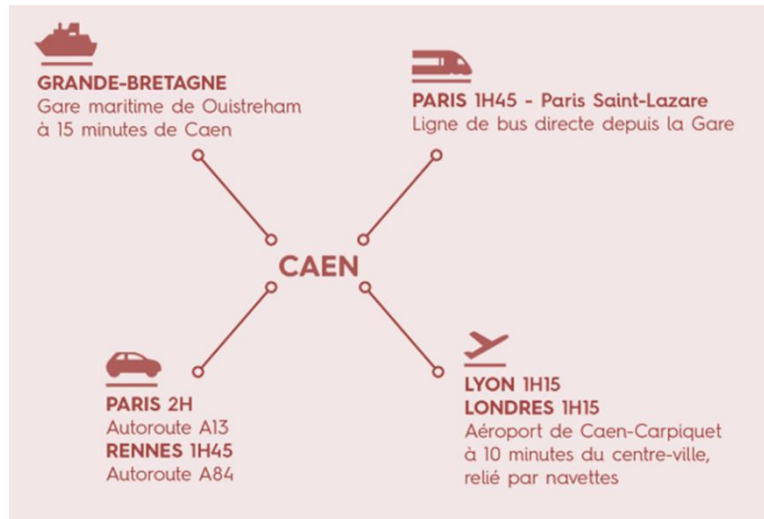 GRANDE-BRETAGNE
Gare maritime de Ouistreham
à 15 minutes de Caen
PARIS 1H45 - Paris Saint-Lazare
Ligne de bus directe depuis la Gare
CAEN
PARIS 2H
Autoroute A13
RENNES 1H45
Autoroute A84
LYON 1H15
LONDRES 1H15
Aéroport de Caen-Carpiquet
à 10 minutes du centre-ville,
relié par navettes